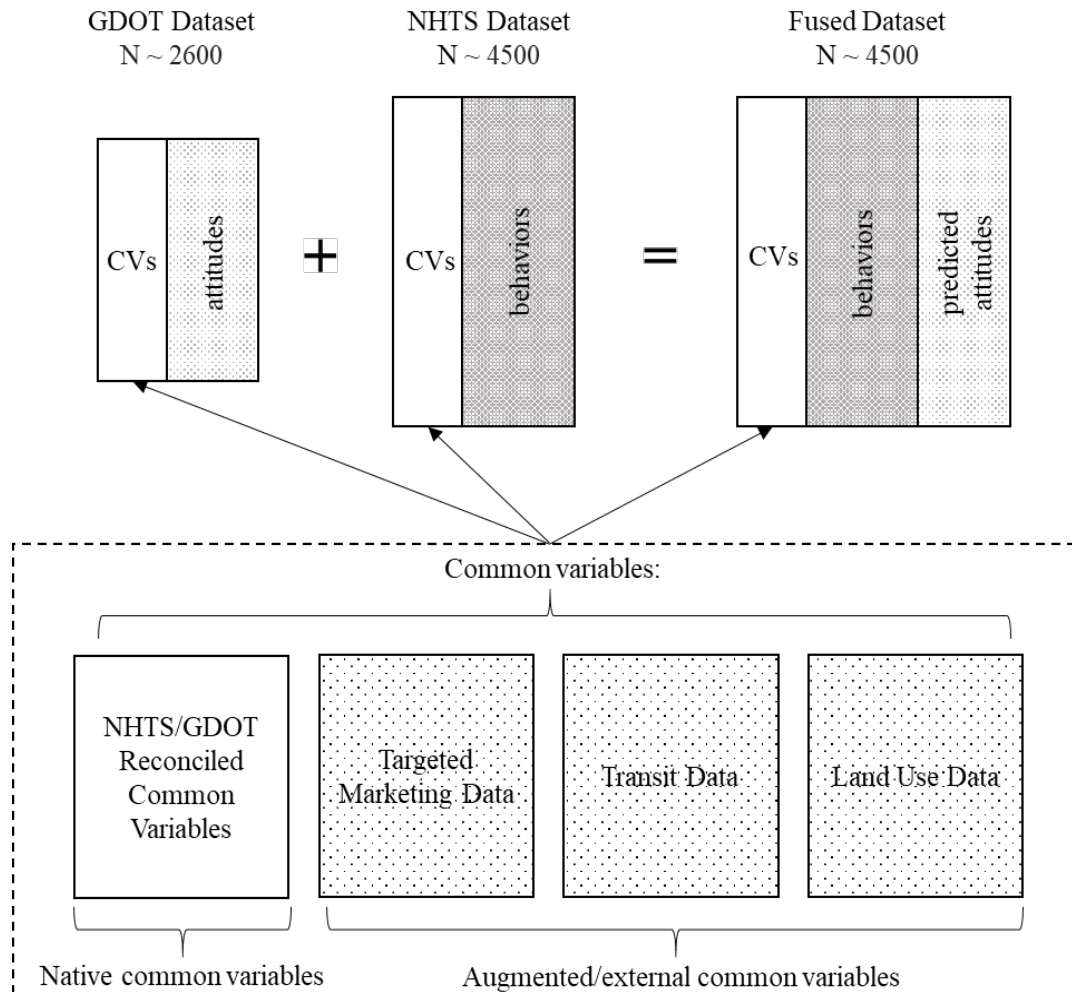 GDOT Dataset
N ~ 2600
NHTS Dataset
N ~ 4500
Fused Dataset
N ~ 4500
CVs
attitudes
+
CVs
behaviors
=
CVs
behaviors
predicted
attitudes
Common variables:
NHTS/GDOT
Reconciled
Common
Variables
Targeted
Marketing Data
Transit Data
Land Use Data
Native common variables
Augmented/external common variables